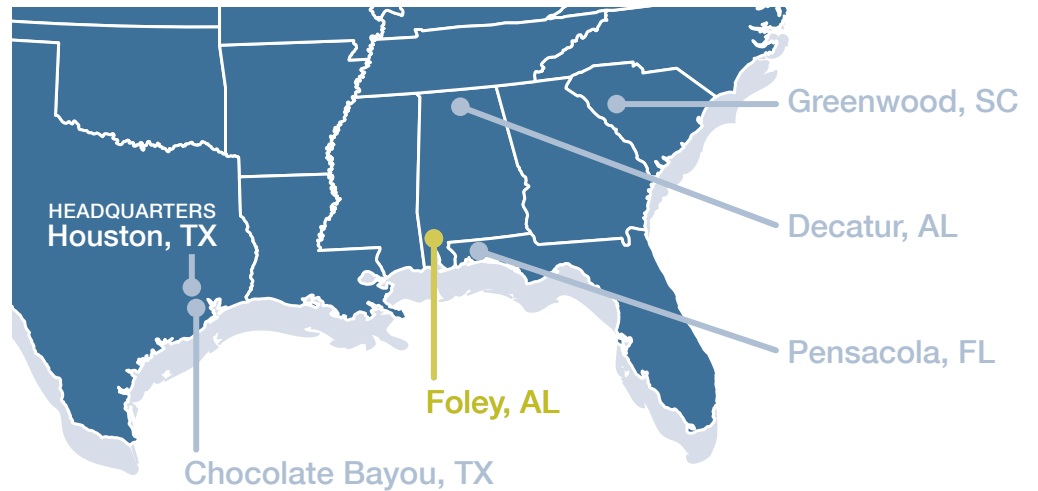 Greenwood, SC
HEADQUARTERS
Houston, TX
Decatur, AL
Pensacola, FL
Foley, AL
Chocolate Bayou, TX